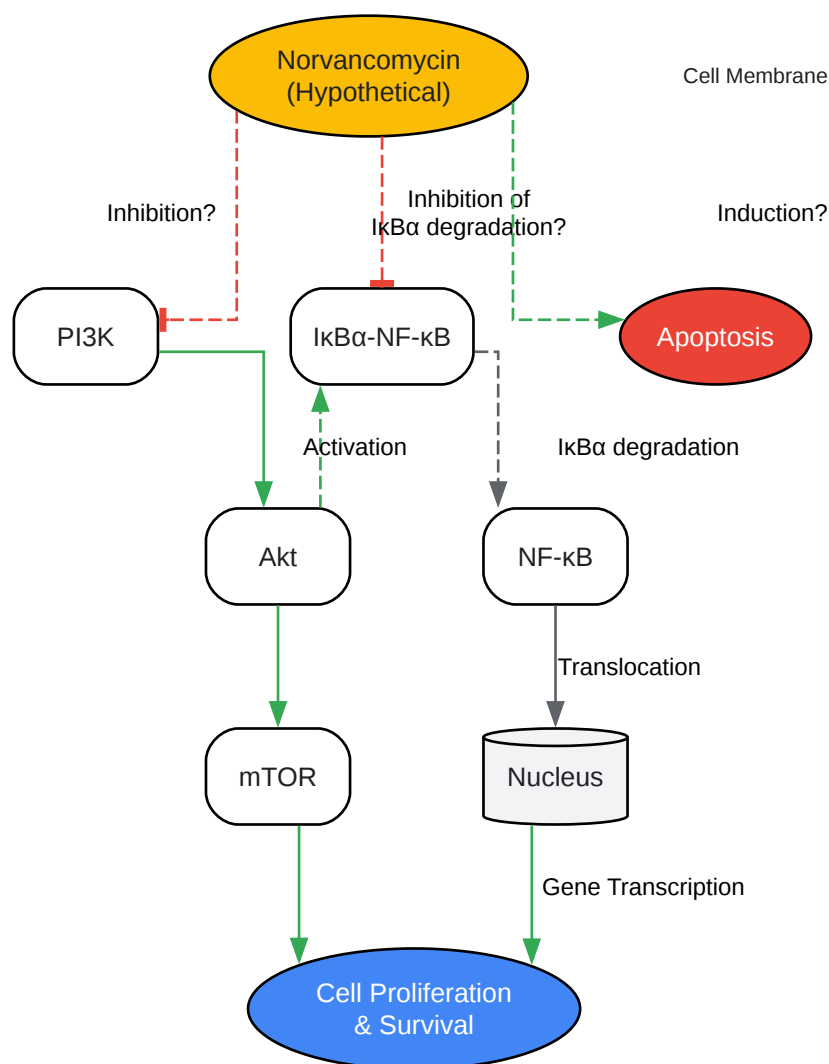 Norvancomycin
(Hypothetical)
Cell Membrane
Inhibition?
Inhibition of
IκBα degradation?
Induction?
PI3K
IκBα-NF-κB
Apoptosis
Activation
IκBα degradation
Akt
NF-κB
Translocation
mTOR
Nucleus
Gene Transcription
Cell Proliferation
& Survival